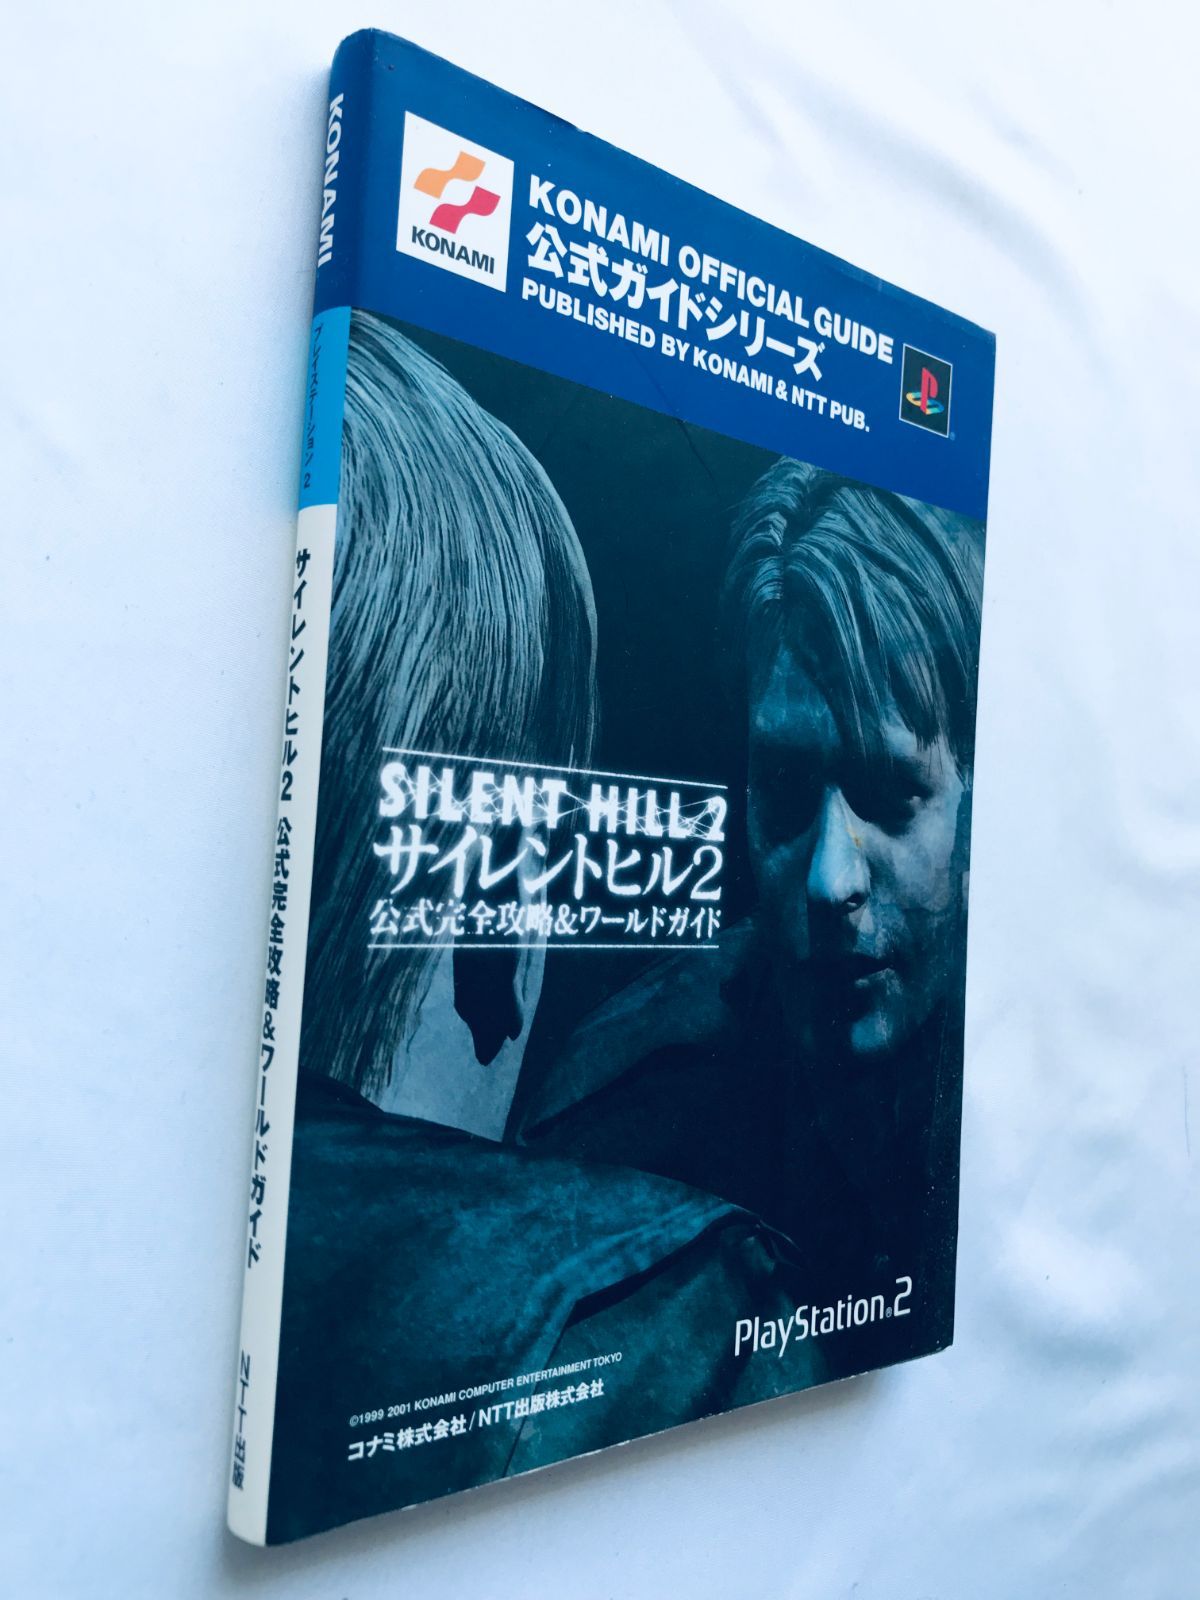 KONAMI
KONAMI OFFICIAL GUIDE
公式ガイドシリーズ
PUBLISHED BY KONAMI & NTT PUB.
SILENT HILL 2
サイレントヒル2
公式完全攻略&ワールドガイド
PlayStation®2
©1999 2001 KONAMI COMPUTER ENTERTAINMENT TOKYO
コナミ株式会社/NTT出版株式会社
KONAMI
プレイステーション2
サイレントヒル2 公式完全攻略&ワールドガイド
NTT出版